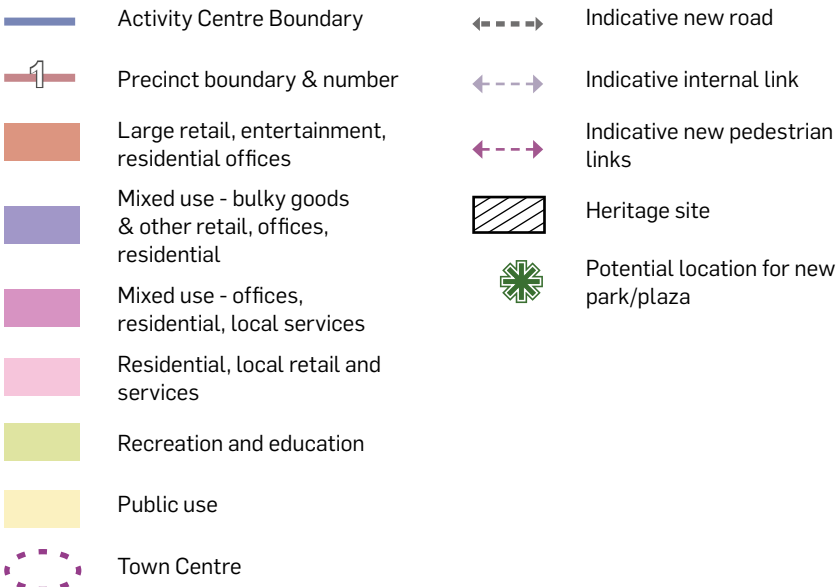 Activity Centre Boundary
1
Precinct boundary & number
Large retail, entertainment,
residential offices
Mixed use - bulky goods
& other retail, offices,
residential
Mixed use - offices,
residential, local services
Residential, local retail and
services
Recreation and education
Public use
Town Centre
Indicative new road
Indicative internal link
Indicative new pedestrian
links
Heritage site
Potential location for new
park/plaza